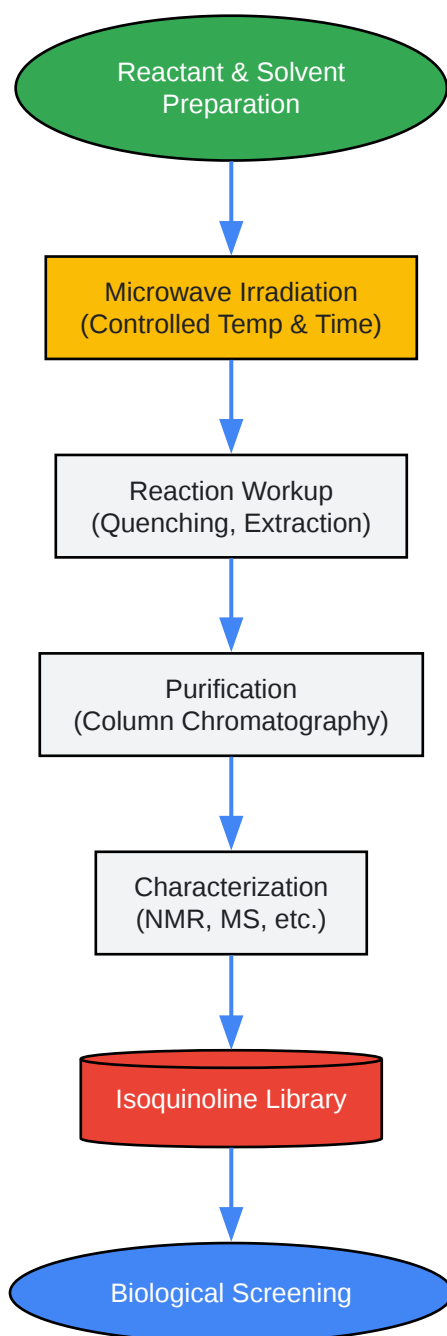 Reactant & Solvent
Preparation
Microwave Irradiation
(Controlled Temp & Time)
Reaction Workup
(Quenching, Extraction)
Purification
(Column Chromatography)
Characterization
(NMR, MS, etc.)
Isoquinoline Library
Biological Screening